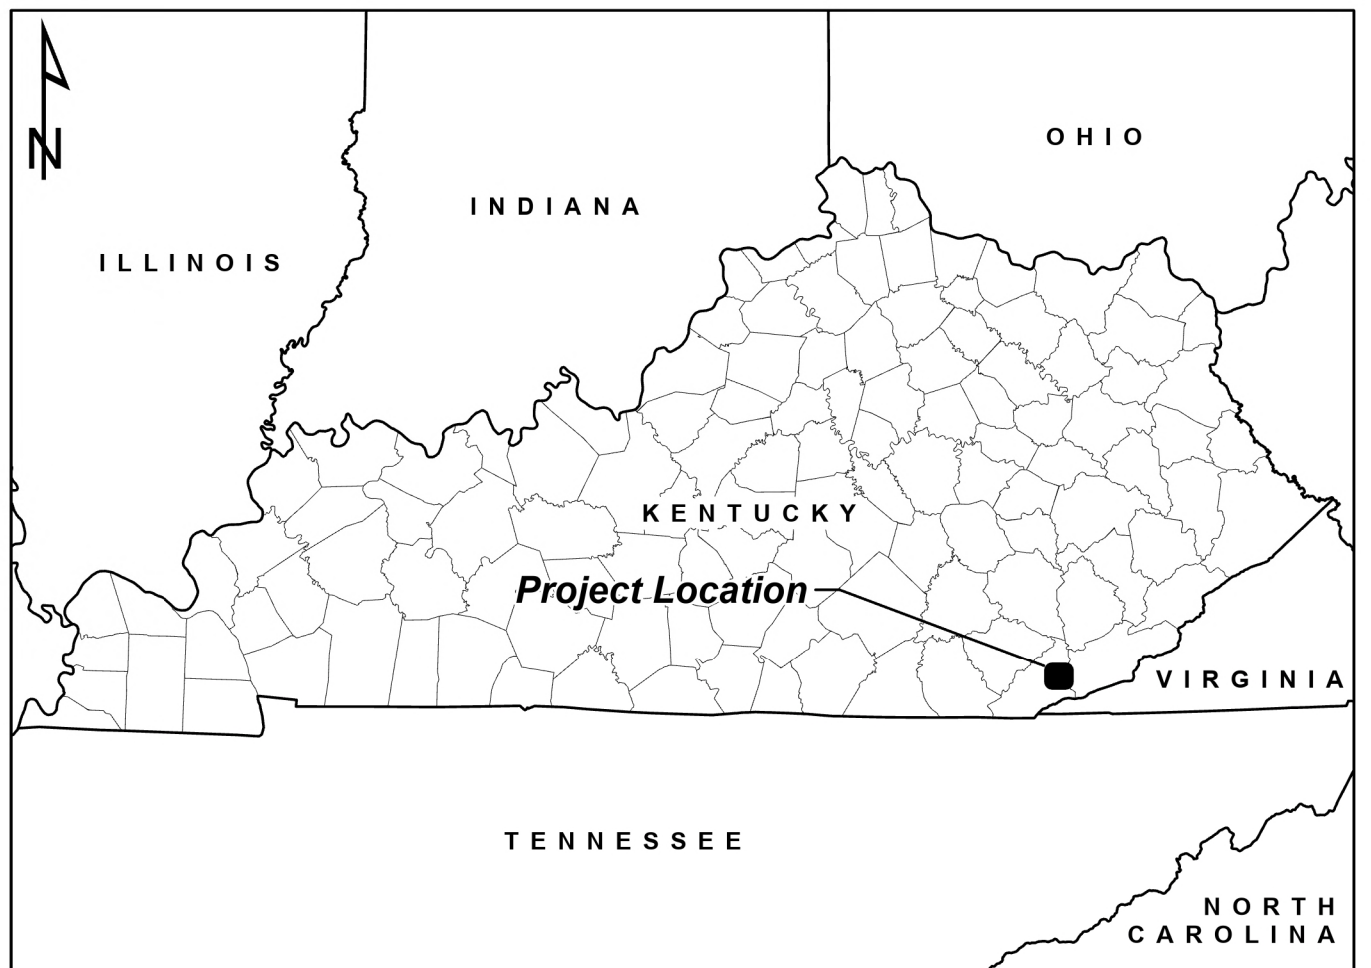 N
OHIO
INDIANA
ILLINOIS
KENTUCKY
Project Location
VIRGINIA
TENNESSEE
NORTH
CAROLINA